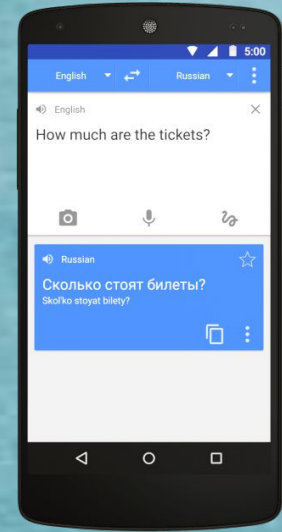 5:00
English Russian
English
How much are the tickets?
Russian
Сколько стоят билеты?
Skol'ko stoyat bilety?